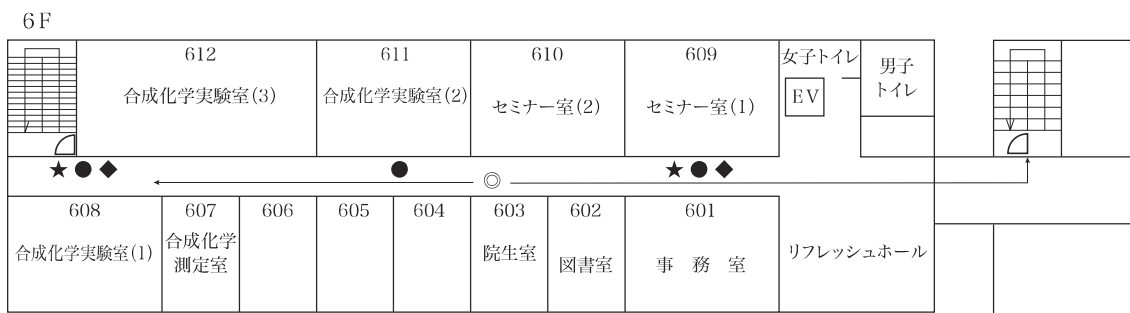 6F
612
合成化学実験室(3)
611
合成化学実験室(2)
610
セミナー室(2)
609
セミナー室(1)
女子トイレ
EV
男子
トイレ
608
合成化学実験室(1)
607
合成化学
測定室
606
605
604
603
院生室
602
図書室
601
事 務 室
リフレッシュホール